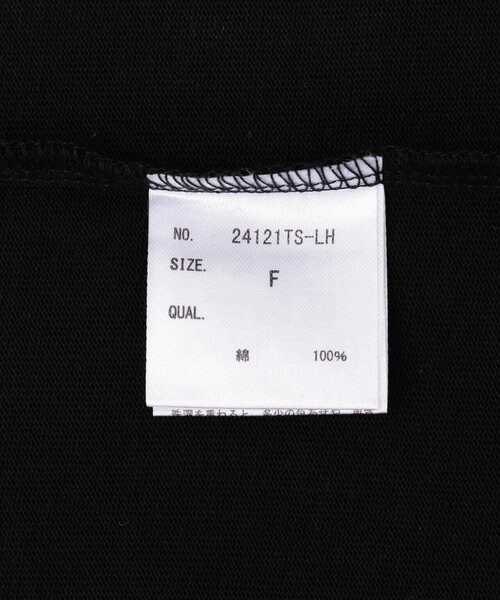 NO. 24121TS-LH
SIZE.
F
QUAL.
綿 100%